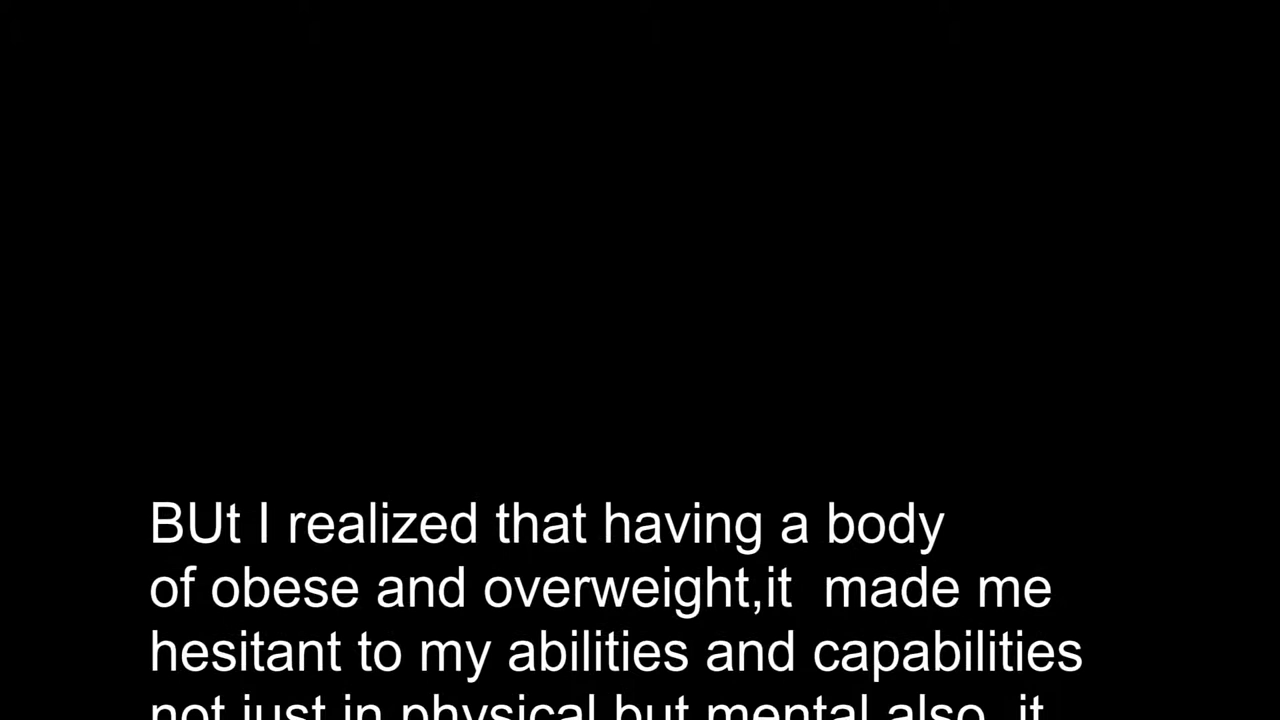 BUt I realized that having a body
of obese and overweight,it  made me
hesitant to my abilities and capabilities
not just in physical but mental also  it